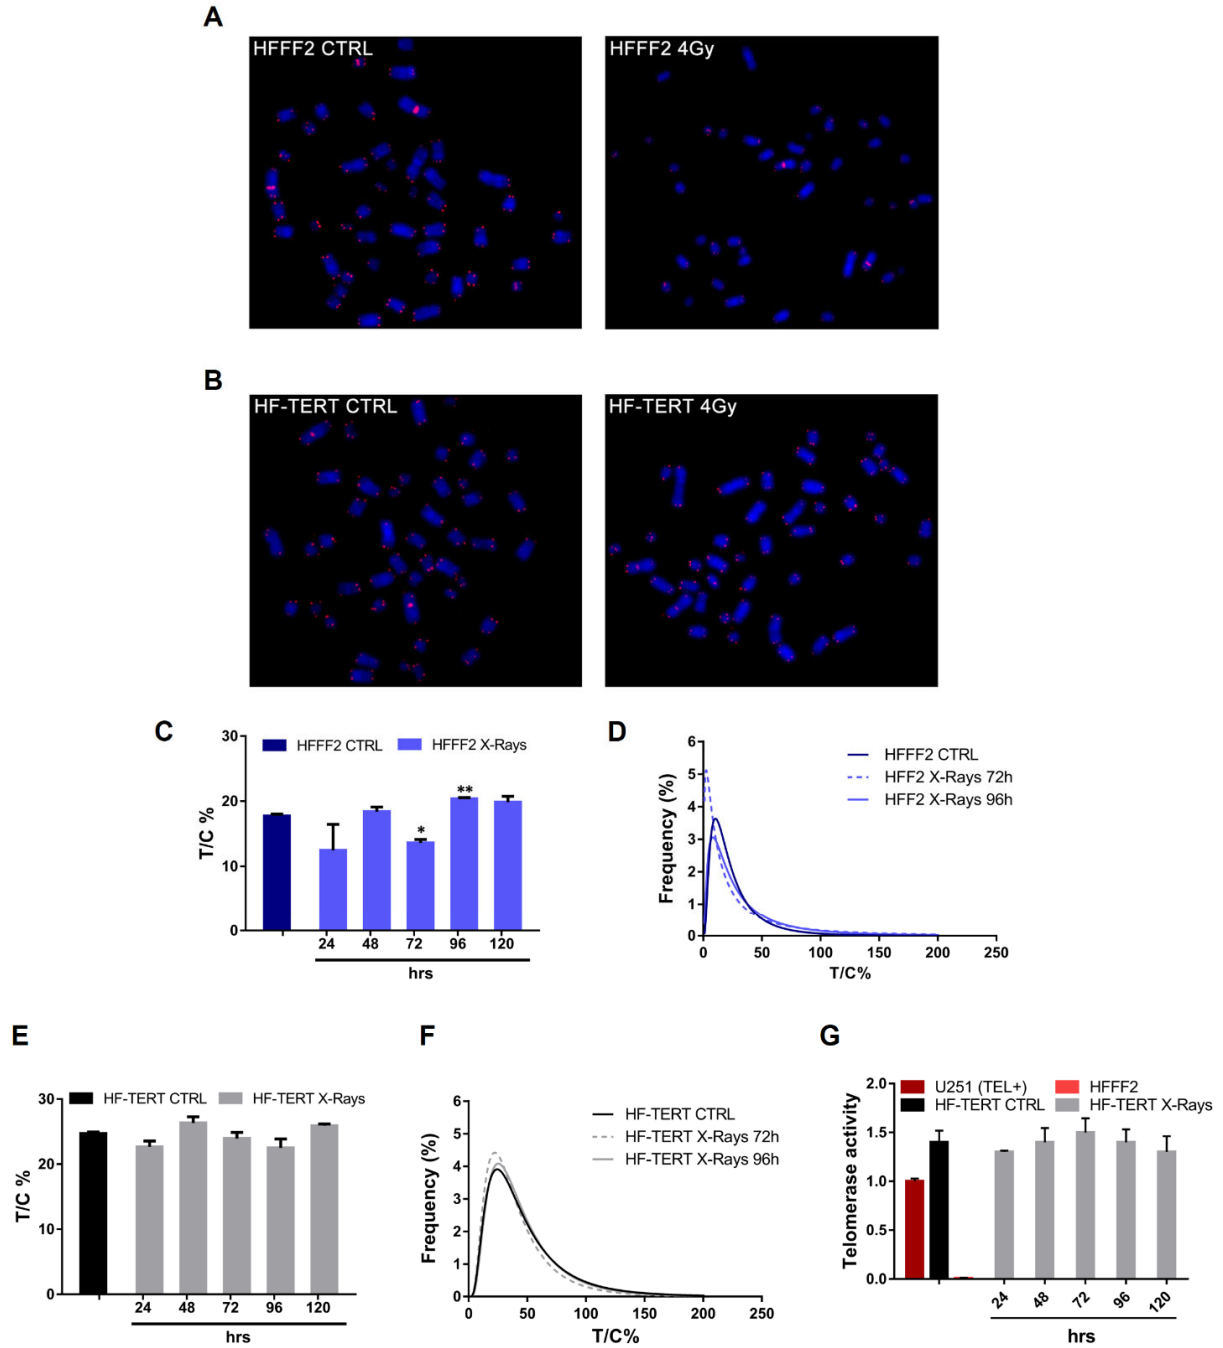 A
HFFF2 CTRL
HFFF2 4Gy
B
HF-TERT CTRL
HF-TERT 4Gy
C
30
20
10
0
T/C %
HFFF2 CTRL HFFF2 X-Rays
* **
24 48 72 96 120
hrs
D
6
5
4
3
2
1
0
Frequency (%)
HFFF2 CTRL
HFF2 X-Rays 72h
HFF2 X-Rays 96h
0 50 100 150 200 250
T/C%
E
30
20
10
0
T/C %
HF-TERT CTRL HF-TERT X-Rays
24 48 72 96 120
hrs
F
6
5
4
3
2
1
0
Frequency (%)
HF-TERT CTRL
HF-TERT X-Rays 72h
HF-TERT X-Rays 96h
0 50 100 150 200 250
T/C%
G
2.0
1.5
1.0
0.5
0.0
Telomerase activity
U251 (TEL+) HFFF2
HF-TERT CTRL HF-TERT X-Rays
24 48 72 96 120
hrs